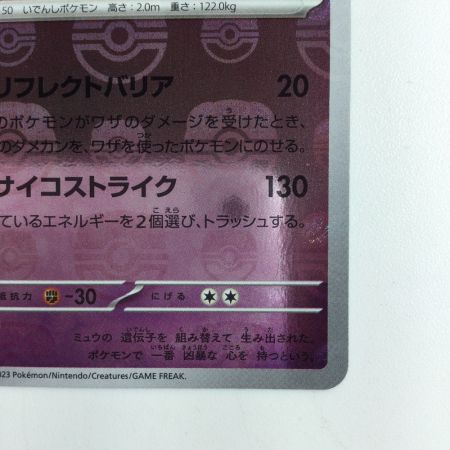 50 いでんしポケモン 高さ:2.0m 重さ:122.0kg
リフレクトバリア 20
のポケモンがワザのダメージを受けたとき、
のダメカンを、ワザを使ったポケモンにのせる。
サイコストライク 130
ているエネルギーを2個選び、トラッシュする。
抵抗力 -30 にげる
ミュウの 遺伝子を 組み替えて 生み出された。
ポケモンで 一番 凶暴な 心を 持つという。
23 Pokémon/Nintendo/Creatures/GAME FREAK.